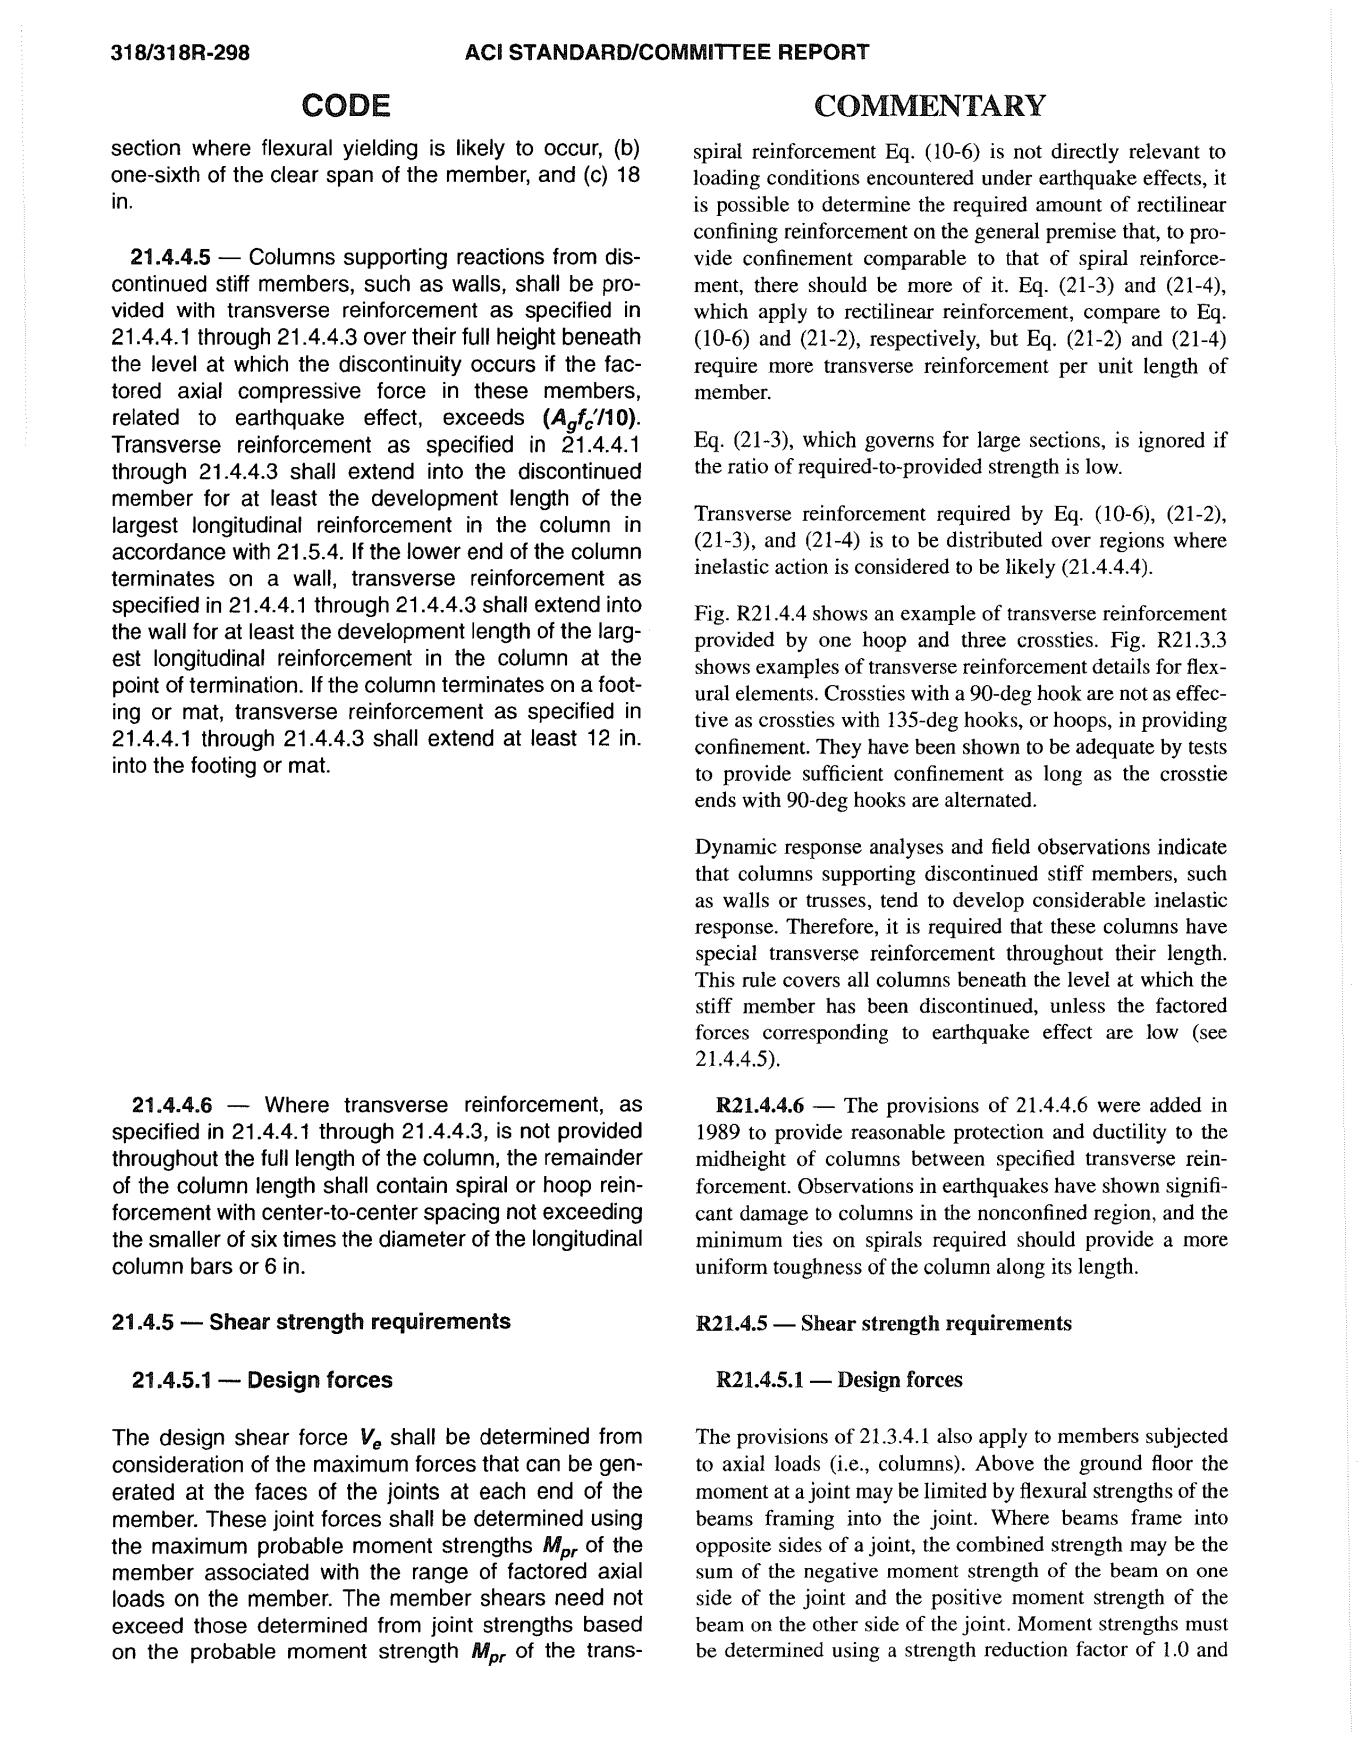 318/318R-298
ACI STANDARD/COMMITTEE REPORT
CODE
section where flexural yielding is likely to occur, (b)
one-sixth of the clear span of the member, and (c) 18
in.
21.4.4.5 — Columns supporting reactions from dis-
continued stiff members, such as walls, shall be pro-
vided with transverse reinforcement as specified in
21.4.4.1 through 21.4.4.3 over their full height beneath
the level at which the discontinuity occurs if the fac-
tored axial compressive force in these members,
related to earthquake effect, exceeds (Agfc′/10).
Transverse reinforcement as specified in 21.4.4.1
through 21.4.4.3 shall extend into the discontinued
member for at least the development length of the
largest longitudinal reinforcement in the column in
accordance with 21.5.4. If the lower end of the column
terminates on a wall, transverse reinforcement as
specified in 21.4.4.1 through 21.4.4.3 shall extend into
the wall for at least the development length of the larg-
est longitudinal reinforcement in the column at the
point of termination. If the column terminates on a foot-
ing or mat, transverse reinforcement as specified in
21.4.4.1 through 21.4.4.3 shall extend at least 12 in.
into the footing or mat.
21.4.4.6 — Where transverse reinforcement, as
specified in 21.4.4.1 through 21.4.4.3, is not provided
throughout the full length of the column, the remainder
of the column length shall contain spiral or hoop rein-
forcement with center-to-center spacing not exceeding
the smaller of six times the diameter of the longitudinal
column bars or 6 in.
21.4.5 — Shear strength requirements
21.4.5.1 — Design forces
The design shear force Ve shall be determined from
consideration of the maximum forces that can be gen-
erated at the faces of the joints at each end of the
member. These joint forces shall be determined using
the maximum probable moment strengths Mpr of the
member associated with the range of factored axial
loads on the member. The member shears need not
exceed those determined from joint strengths based
on the probable moment strength Mpr of the trans-
COMMENTARY
spiral reinforcement Eq. (10-6) is not directly relevant to
loading conditions encountered under earthquake effects, it
is possible to determine the required amount of rectilinear
confining reinforcement on the general premise that, to pro-
vide confinement comparable to that of spiral reinforce-
ment, there should be more of it. Eq. (21-3) and (21-4),
which apply to rectilinear reinforcement, compare to Eq.
(10-6) and (21-2), respectively, but Eq. (21-2) and (21-4)
require more transverse reinforcement per unit length of
member.
Eq. (21-3), which governs for large sections, is ignored if
the ratio of required-to-provided strength is low.
Transverse reinforcement required by Eq. (10-6), (21-2),
(21-3), and (21-4) is to be distributed over regions where
inelastic action is considered to be likely (21.4.4.4).
Fig. R21.4.4 shows an example of transverse reinforcement
provided by one hoop and three crossties. Fig. R21.3.3
shows examples of transverse reinforcement details for flex-
ural elements. Crossties with a 90-deg hook are not as effec-
tive as crossties with 135-deg hooks, or hoops, in providing
confinement. They have been shown to be adequate by tests
to provide sufficient confinement as long as the crosstie
ends with 90-deg hooks are alternated.
Dynamic response analyses and field observations indicate
that columns supporting discontinued stiff members, such
as walls or trusses, tend to develop considerable inelastic
response. Therefore, it is required that these columns have
special transverse reinforcement throughout their length.
This rule covers all columns beneath the level at which the
stiff member has been discontinued, unless the factored
forces corresponding to earthquake effect are low (see
21.4.4.5).
R21.4.4.6 — The provisions of 21.4.4.6 were added in
1989 to provide reasonable protection and ductility to the
midheight of columns between specified transverse rein-
forcement. Observations in earthquakes have shown signifi-
cant damage to columns in the nonconfined region, and the
minimum ties on spirals required should provide a more
uniform toughness of the column along its length.
R21.4.5 — Shear strength requirements
R21.4.5.1 — Design forces
The provisions of 21.3.4.1 also apply to members subjected
to axial loads (i.e., columns). Above the ground floor the
moment at a joint may be limited by flexural strengths of the
beams framing into the joint. Where beams frame into
opposite sides of a joint, the combined strength may be the
sum of the negative moment strength of the beam on one
side of the joint and the positive moment strength of the
beam on the other side of the joint. Moment strengths must
be determined using a strength reduction factor of 1.0 and